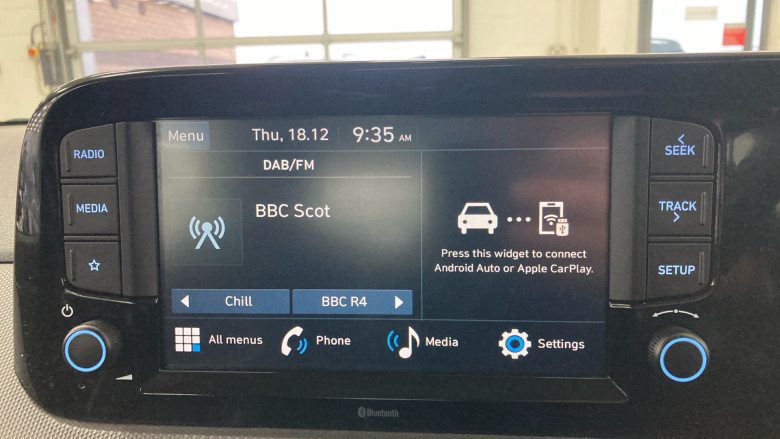 RADIO
MEDIA
Menu
Thu, 18.12
9:35 AM
DAB/FM
BBC Scot
Chill
BBC R4
Press this widget to connect
Android Auto or Apple CarPlay.
All menus
Phone
Media
Settings
SEEK
TRACK
SETUP
Bluetooth